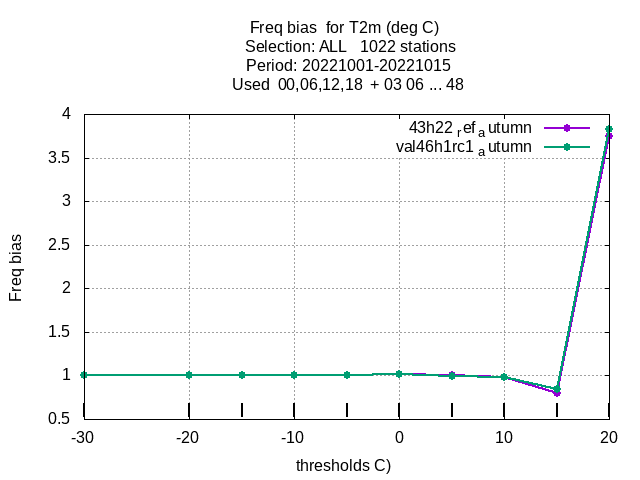 Freq bias  for T2m (deg C)
Selection: ALL   1022 stations
Period: 20221001-20221015
Used  00,06,12,18  + 03 06 ... 48
4
43h22 refautumn
val46h1rc1 autumn
3.5
3
2.5
Freq bias
2
1.5
1
0.5
-30 -20 -10 0 10 20
thresholds C)